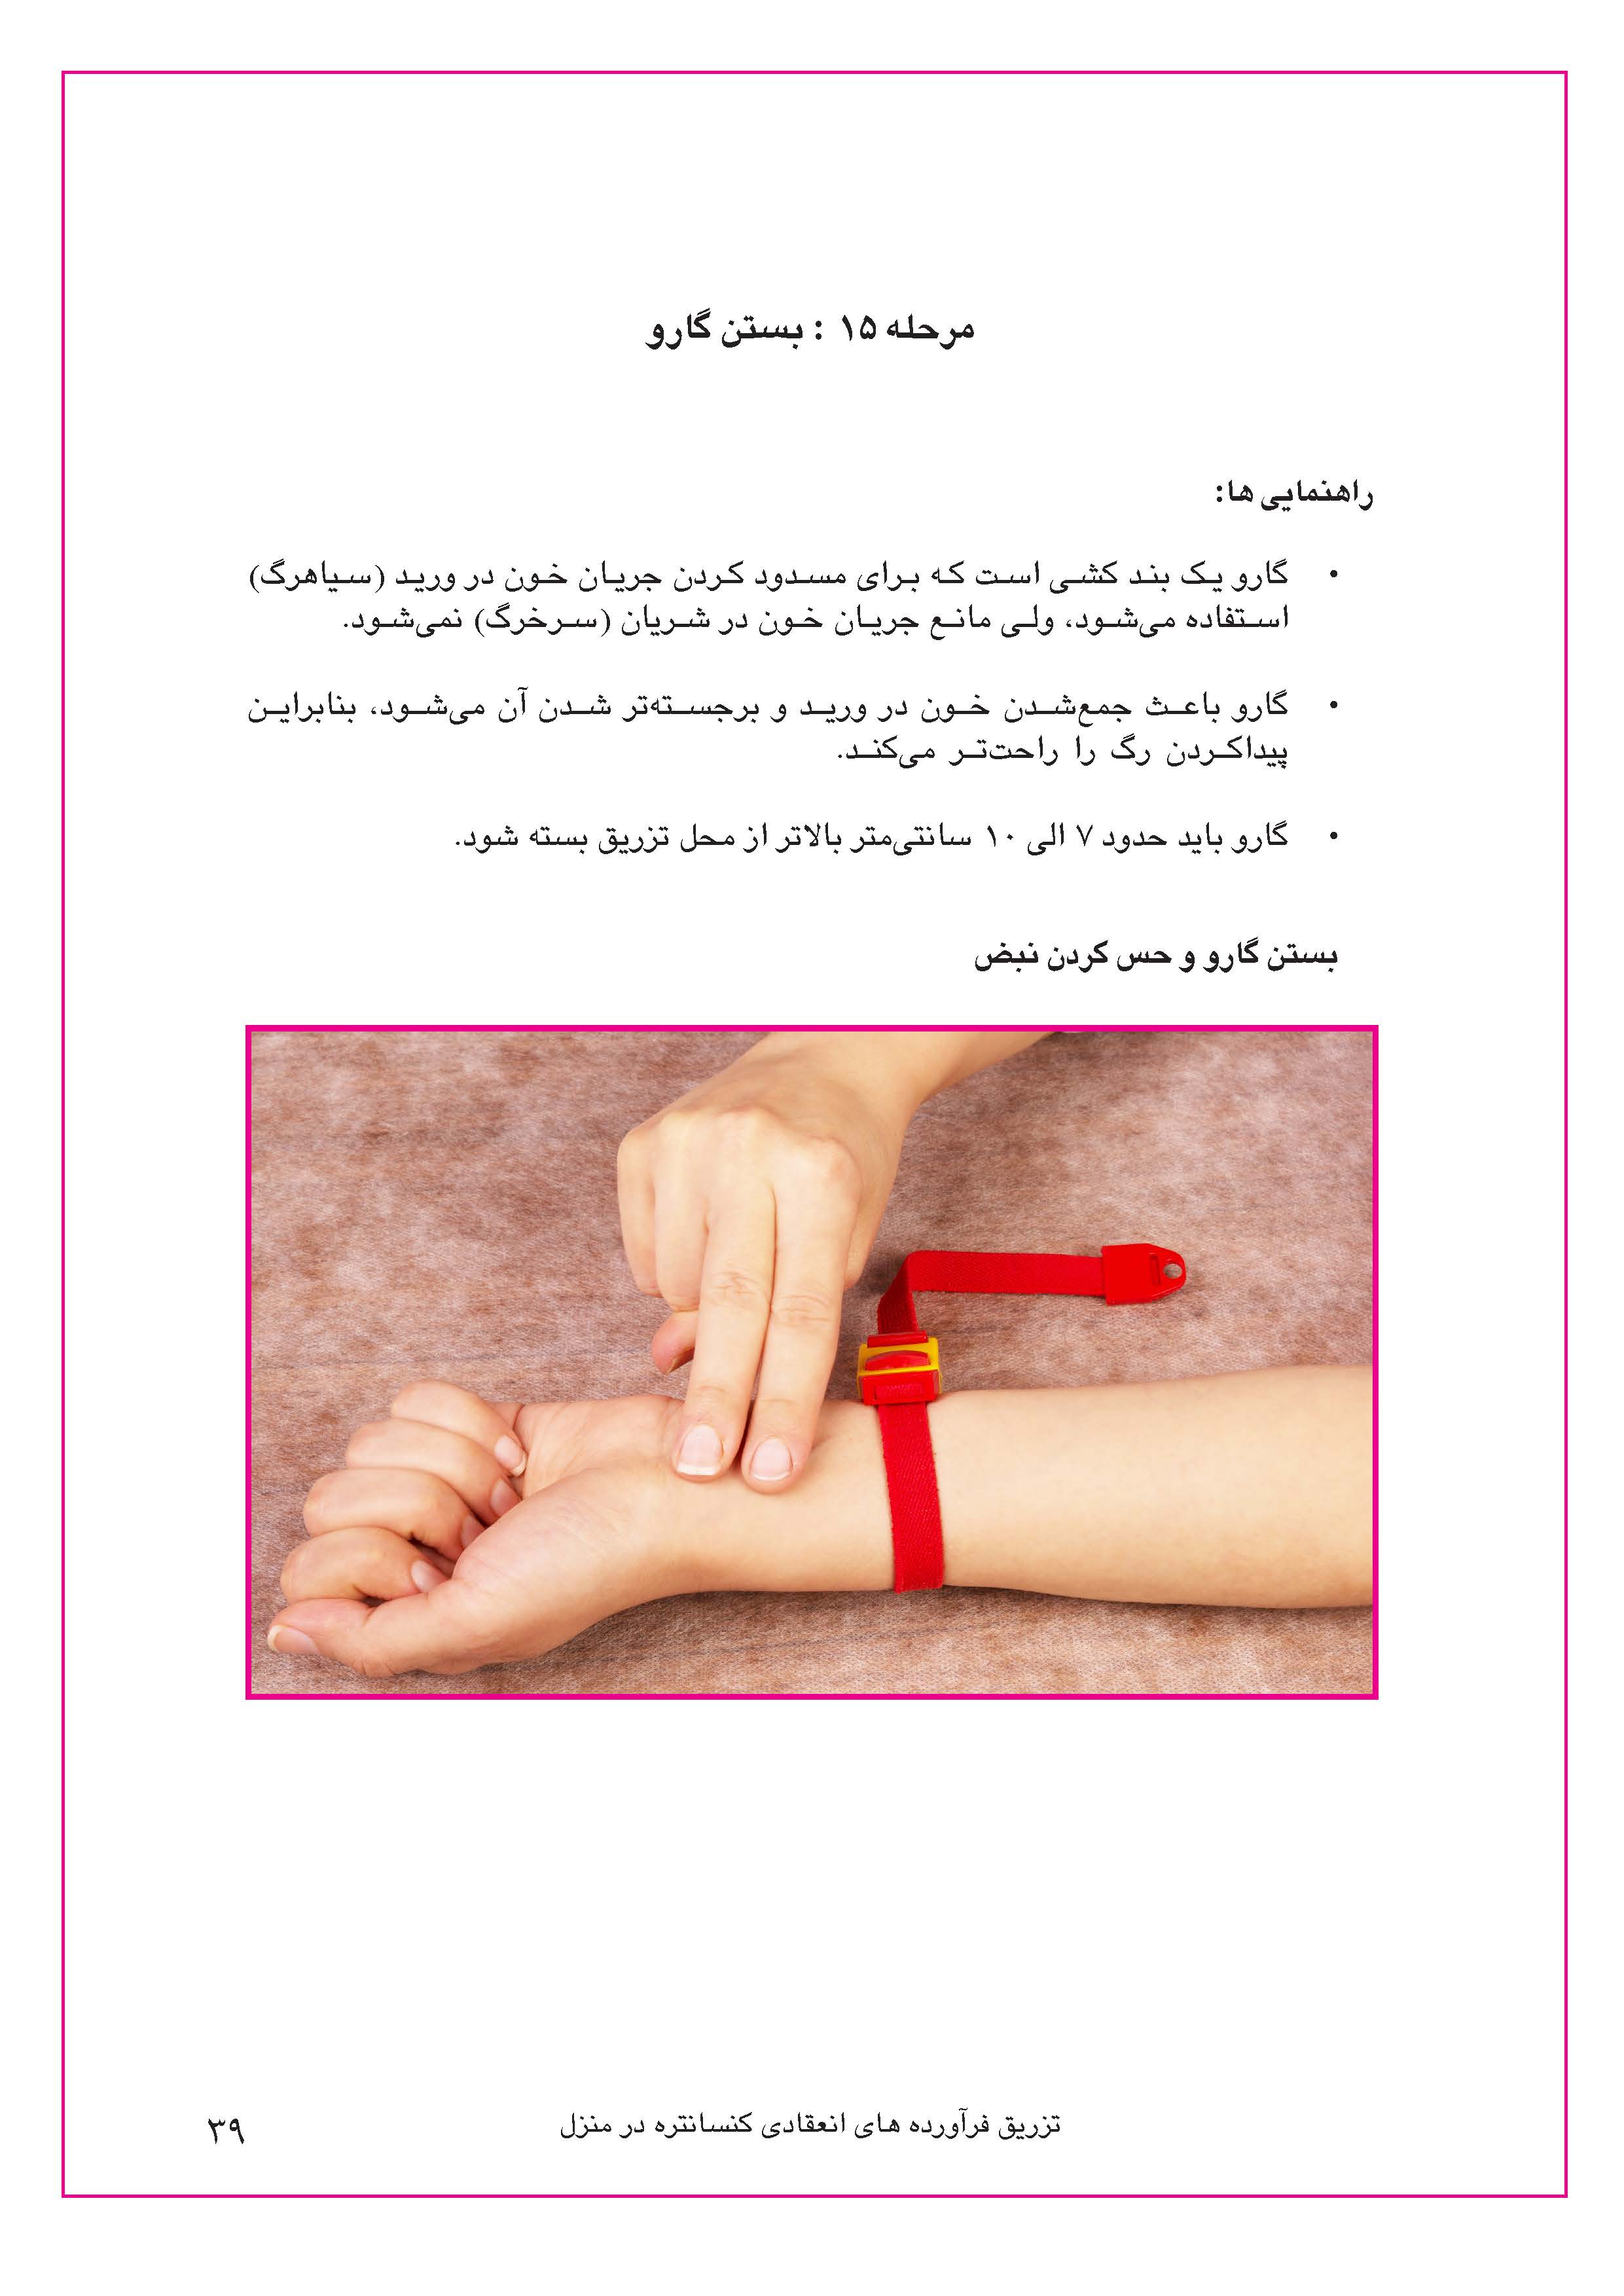 مرحله ۱۵ : بستن گارو
راهنمایی ها:
• گارو یک بند کشی است که برای مسدود کردن جریان خون در ورید (سیاهرگ)
استفاده می‌شود، ولی مانع جریان خون در شریان (سرخرگ) نمی‌شود.
• گارو باعث جمع‌شدن خون در ورید و برجسته‌تر شدن آن می‌شود، بنابراین
پیداکردن رگ را راحت‌تر می‌کند.
• گارو باید حدود ۷ الی ۱۰ سانتی‌متر بالاتر از محل تزریق بسته شود.
بستن گارو و حس کردن نبض
تزریق فرآورده های انعقادی کنسانتره در منزل
۳۹